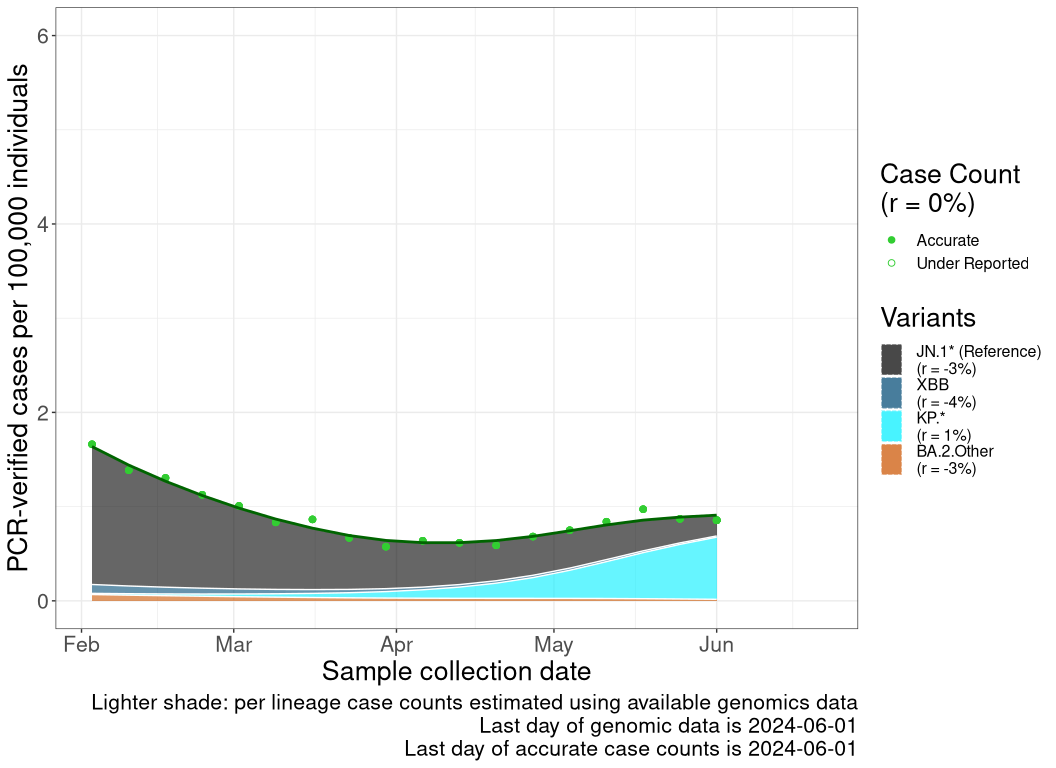 PCR-verified cases per 100,000 individuals
6
4
2
0
Feb
Mar
Apr
May
Jun
Sample collection date
Lighter shade: per lineage case counts estimated using available genomics data
Last day of genomic data is 2024-06-01
Last day of accurate case counts is 2024-06-01
Case Count
(r = 0%)
Accurate
Under Reported
Variants
JN.1* (Reference)
(r = -3%)
XBB
(r = -4%)
KP.*
(r = 1%)
BA.2.Other
(r = -3%)